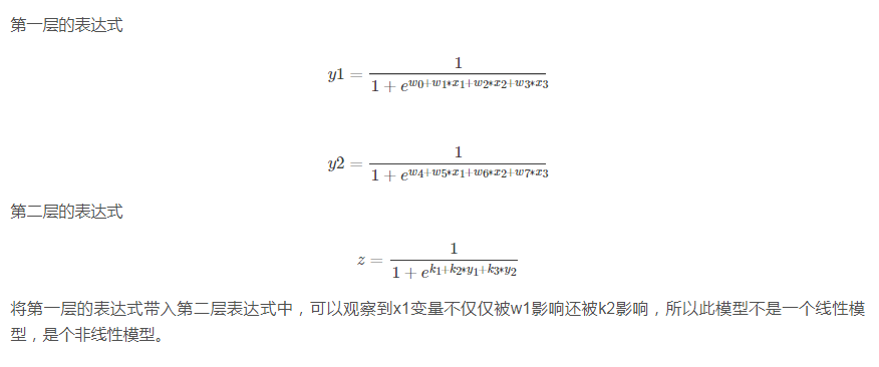 第一层的表达式
y1 = 1 / (1 + e^{w0+w1*x1+w2*x2+w3*x3})
y2 = 1 / (1 + e^{w4+w5*x1+w6*x2+w7*x3})
第二层的表达式
z = 1 / (1 + e^{k1+k2*y1+k3*y2})
将第一层的表达式带入第二层表达式中，可以观察到x1变量不仅仅被w1影响还被k2影响，所以此模型不是一个线性模
型，是个非线性模型。